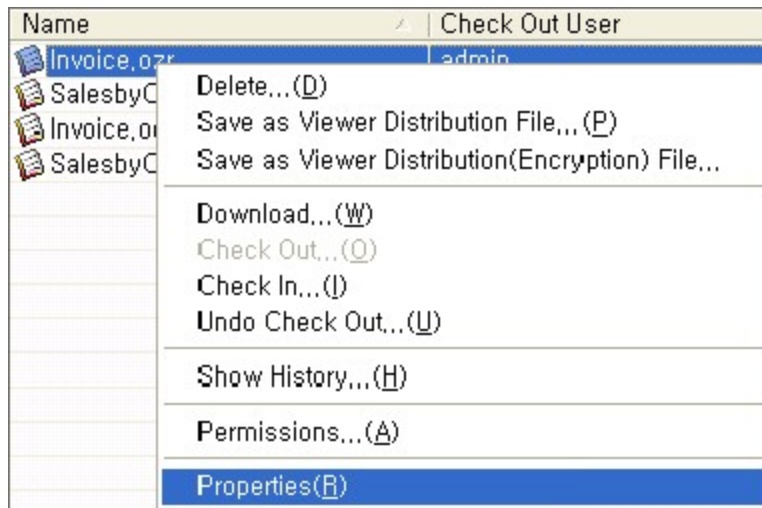 Name Check Out User
Invoice,ozr admin
SalesbyC
Invoice,o
SalesbyC
Delete,,,(D)
Save as Viewer Distribution File,,,(P)
Save as Viewer Distribution(Encryption) File,,,
Download,,,(W)
Check Out,,,(O)
Check In,,,(I)
Undo Check Out,,,(U)
Show History,,,(H)
Permissions,,,(A)
Properties(R)